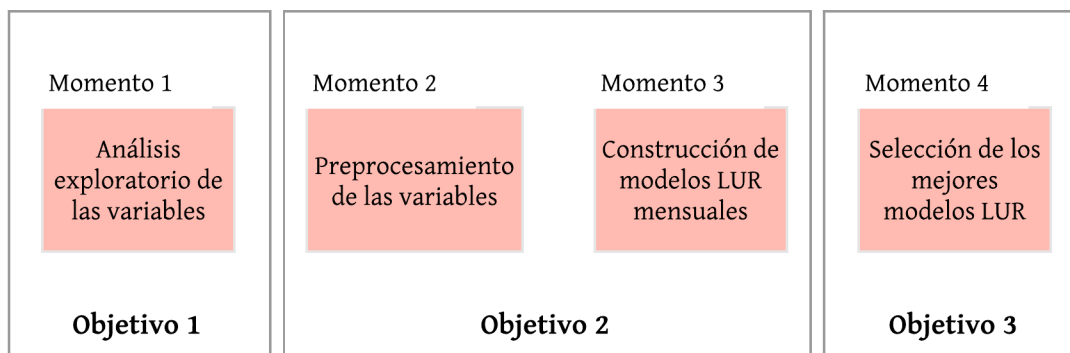 Momento 1
Análisis
exploratorio de
las variables
Objetivo 1
Momento 2
Preprocesamiento
de las variables
Momento 3
Construcción de
modelos LUR
mensuales
Objetivo 2
Momento 4
Selección de los
mejores
modelos LUR
Objetivo 3